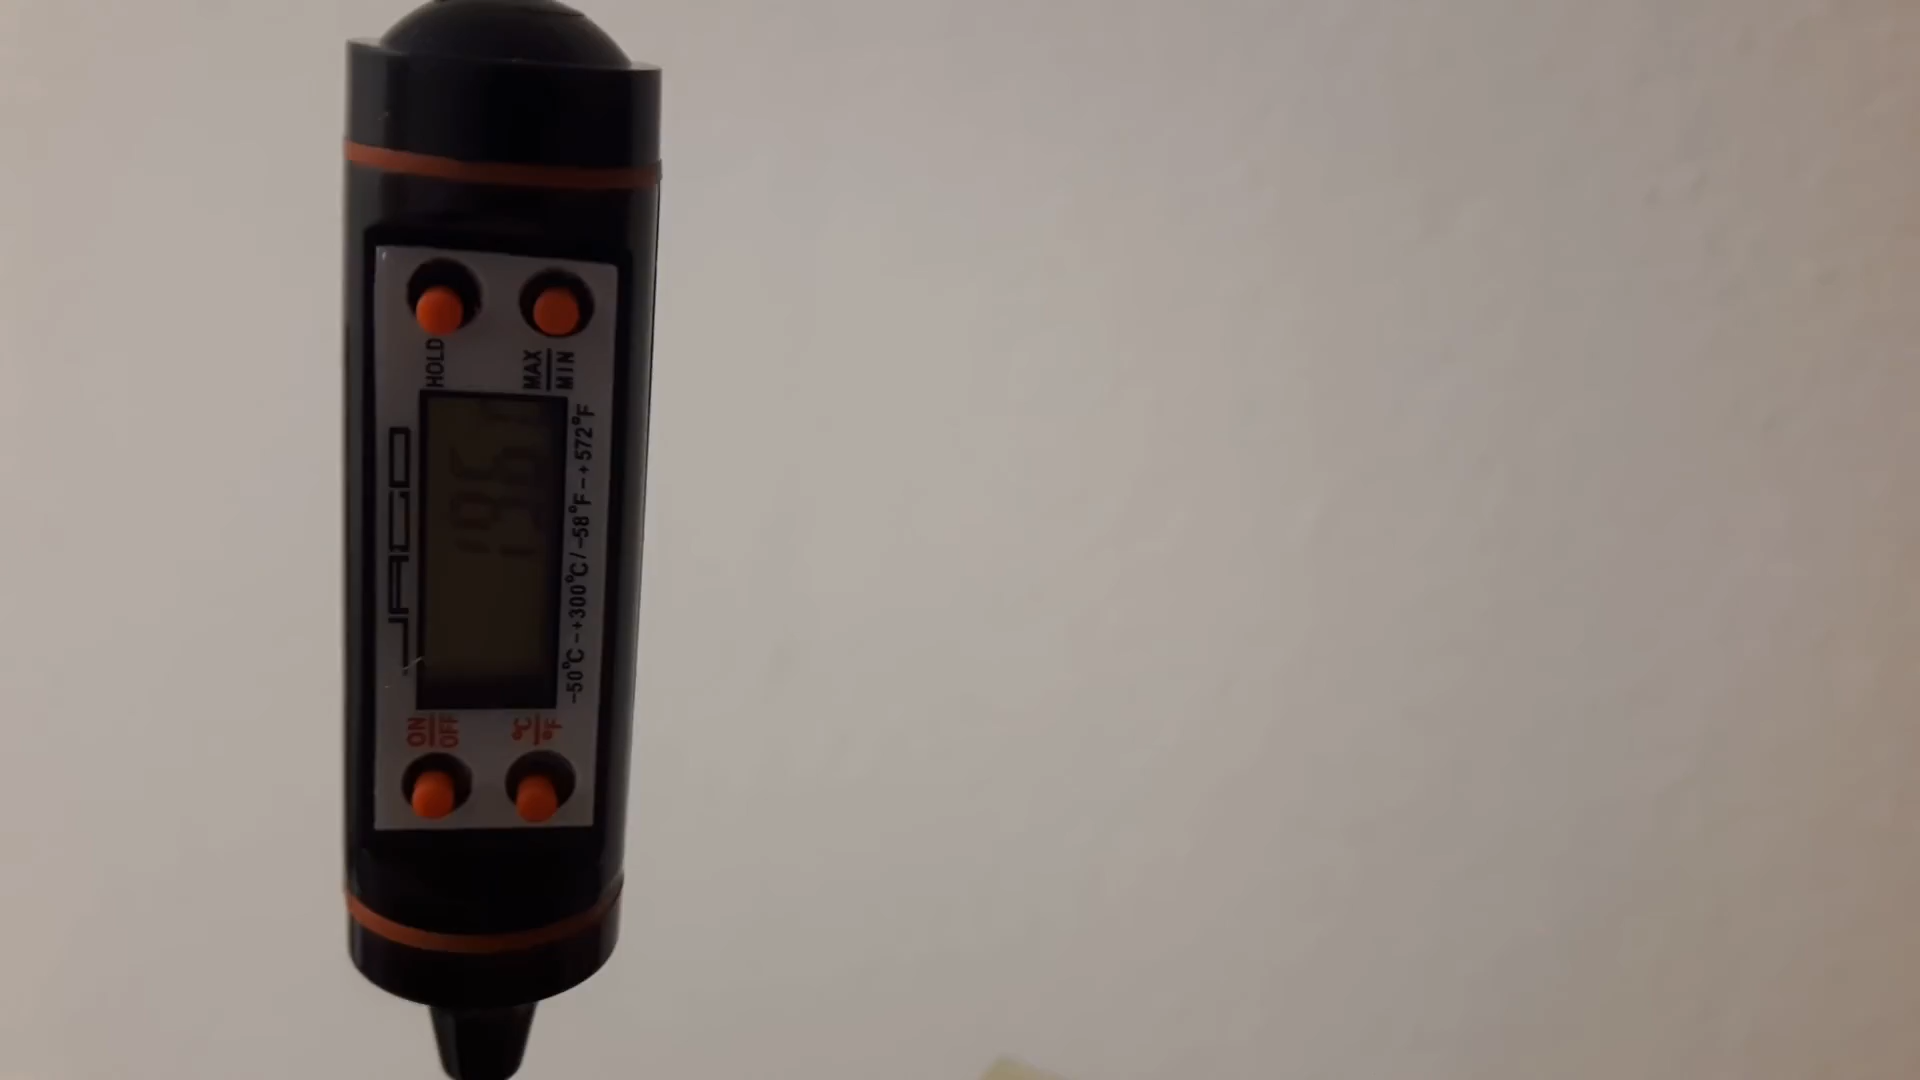 HOLD
MAX
MIN
JACO
-50°C-+300°C/-58°F-+572°F
ON
OFF
°C
°F